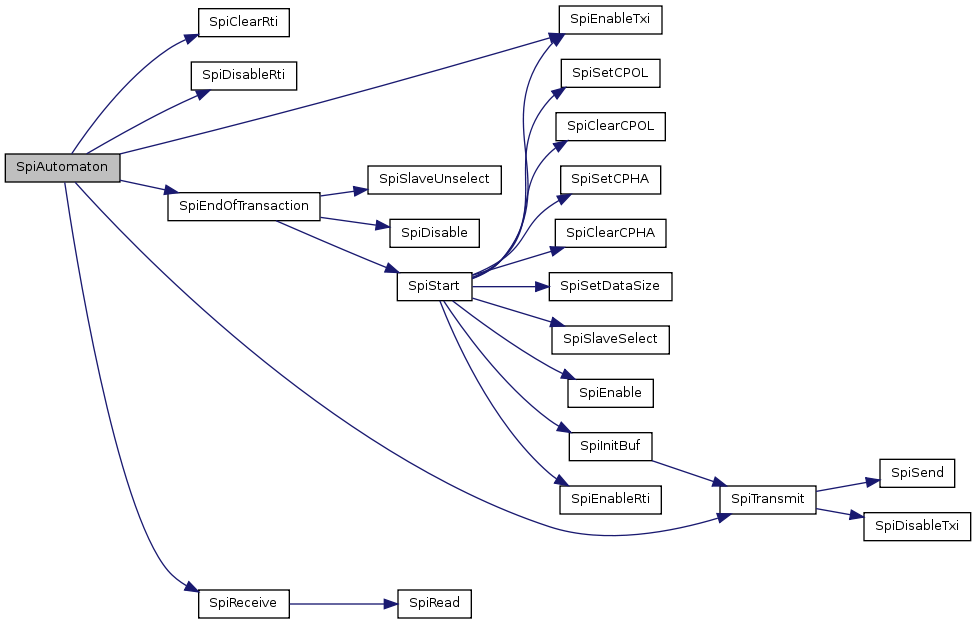 SpiAutomaton
SpiClearRti
SpiDisableRti
SpiEndOfTransaction
SpiReceive
SpiSlaveUnselect
SpiDisable
SpiStart
SpiRead
SpiEnableTxi
SpiSetCPOL
SpiClearCPOL
SpiSetCPHA
SpiClearCPHA
SpiSetDataSize
SpiSlaveSelect
SpiEnable
SpiInitBuf
SpiEnableRti
SpiTransmit
SpiSend
SpiDisableTxi